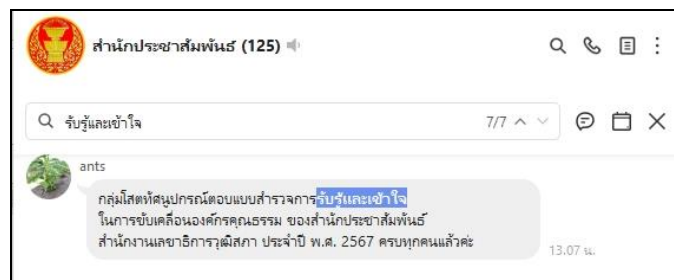 สำนักประชาสัมพันธ์ (125)
รับรู้และเข้าใจ 7/7
ants
กลุ่มโสตทัศนูปกรณ์ตอบแบบสำรวจการรับรู้และเข้าใจ
ในการขับเคลื่อนองค์กรคุณธรรม ของสำนักประชาสัมพันธ์
สำนักงานเลขาธิการวุฒิสภา ประจำปี พ.ศ. 2567 ครบทุกคนแล้วค่ะ
13.07 น.